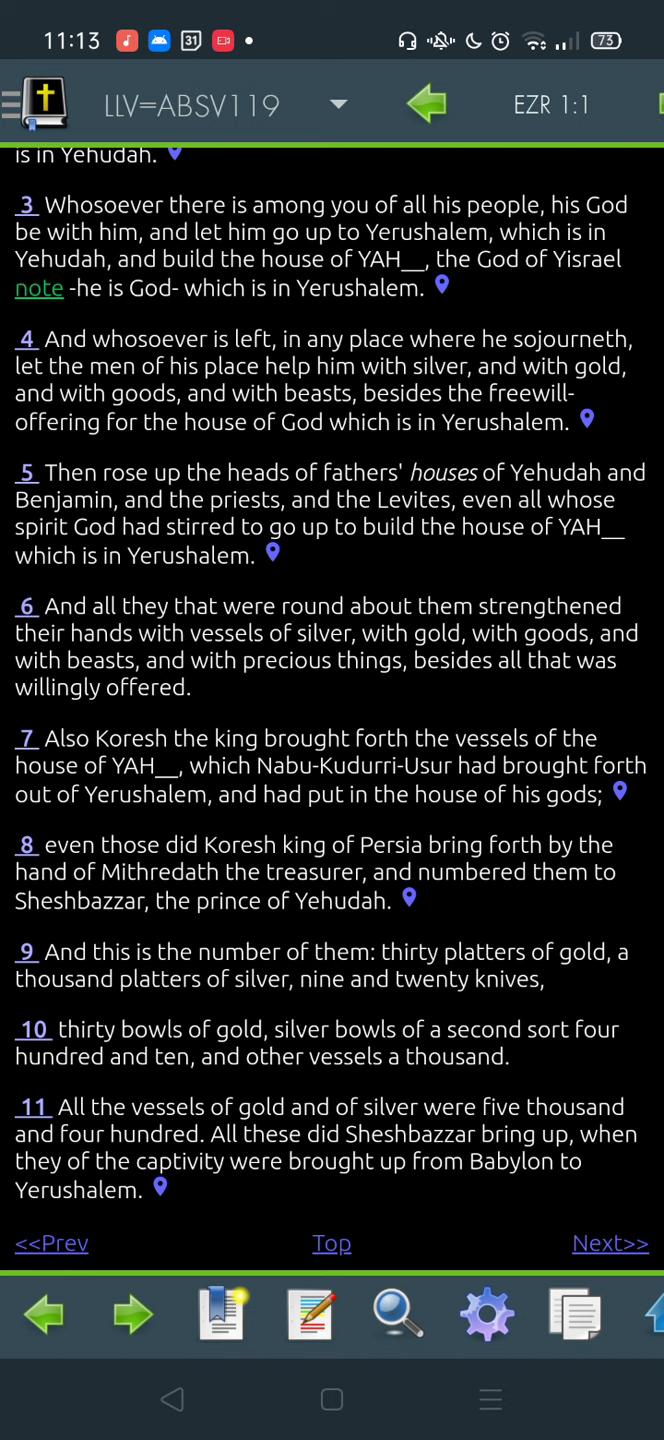 11:13
31
73
LLV=ABSV119
EZR 1:1
is in Yehudah.
3 Whosoever there is among you of all his people, his God
be with him, and let him go up to Yerushalem, which is in
Yehudah, and build the house of YAH__, the God of Yisrael
note -he is God- which is in Yerushalem.
4 And whosoever is left, in any place where he sojourneth,
let the men of his place help him with silver, and with gold,
and with goods, and with beasts, besides the freewill-
offering for the house of God which is in Yerushalem.
5 Then rose up the heads of fathers' houses of Yehudah and
Benjamin, and the priests, and the Levites, even all whose
spirit God had stirred to go up to build the house of YAH__
which is in Yerushalem.
6 And all they that were round about them strengthened
their hands with vessels of silver, with gold, with goods, and
with beasts, and with precious things, besides all that was
willingly offered.
7 Also Koresh the king brought forth the vessels of the
house of YAH__, which Nabu-Kudurri-Usur had brought forth
out of Yerushalem, and had put in the house of his gods;
8 even those did Koresh king of Persia bring forth by the
hand of Mithredath the treasurer, and numbered them to
Sheshbazzar, the prince of Yehudah.
9 And this is the number of them: thirty platters of gold, a
thousand platters of silver, nine and twenty knives,
10 thirty bowls of gold, silver bowls of a second sort four
hundred and ten, and other vessels a thousand.
11 All the vessels of gold and of silver were five thousand
and four hundred. All these did Sheshbazzar bring up, when
they of the captivity were brought up from Babylon to
Yerushalem.
<<Prev
Top
Next>>